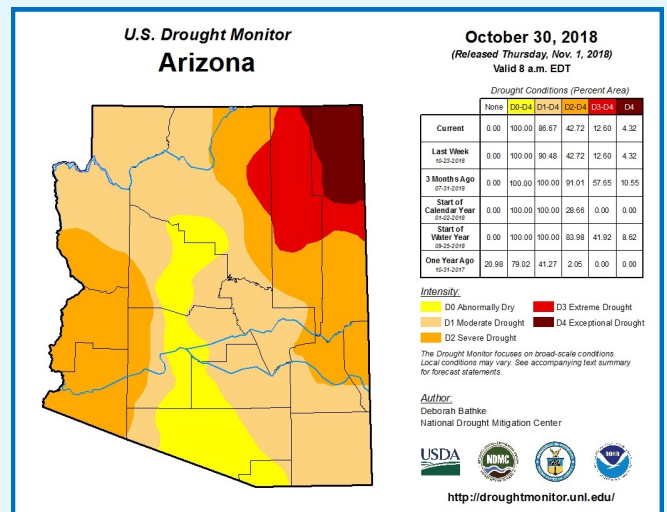 U.S. Drought Monitor
Arizona
October 30, 2018
(Released Thursday, Nov. 1, 2018)
Valid 8 a.m. EDT
Drought Conditions (Percent Area)
None D0-D4 D1-D4 D2-D4 D3-D4 D4
Current 0.00 100.00 86.67 42.72 12.60 4.32
Last Week
10-23-2018 0.00 100.00 90.48 42.72 12.60 4.32
3 Months Ago
07-31-2018 0.00 100.00 100.00 91.01 57.65 10.55
Start of
Calendar Year
01-02-2018 0.00 100.00 100.00 28.66 0.00 0.00
Start of
Water Year
09-25-2018 0.00 100.00 100.00 83.98 41.92 8.62
One Year Ago
10-31-2017 20.98 79.02 41.27 2.05 0.00 0.00
Intensity:
D0 Abnormally Dry
D1 Moderate Drought
D2 Severe Drought
D3 Extreme Drought
D4 Exceptional Drought
The Drought Monitor focuses on broad-scale conditions.
Local conditions may vary. See accompanying text summary
for forecast statements.
Author:
Deborah Bathke
National Drought Mitigation Center
USDA
NDMC
NOAA
http://droughtmonitor.unl.edu/